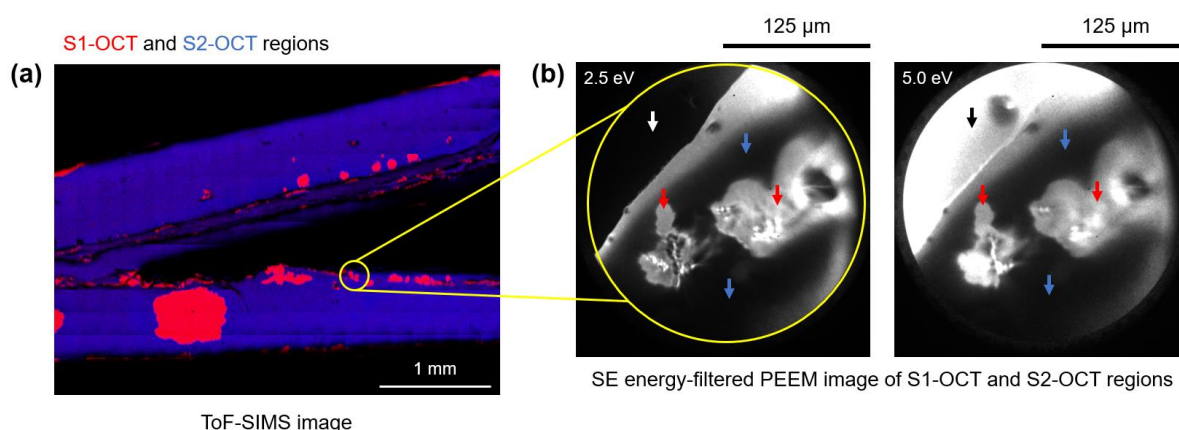 125 µm
125 µm
S1-OCT and S2-OCT regions
(a)
(b)
2.5 eV
5.0 eV
1 mm
SE energy-filtered PEEM image of S1-OCT and S2-OCT regions
ToF-SIMS image